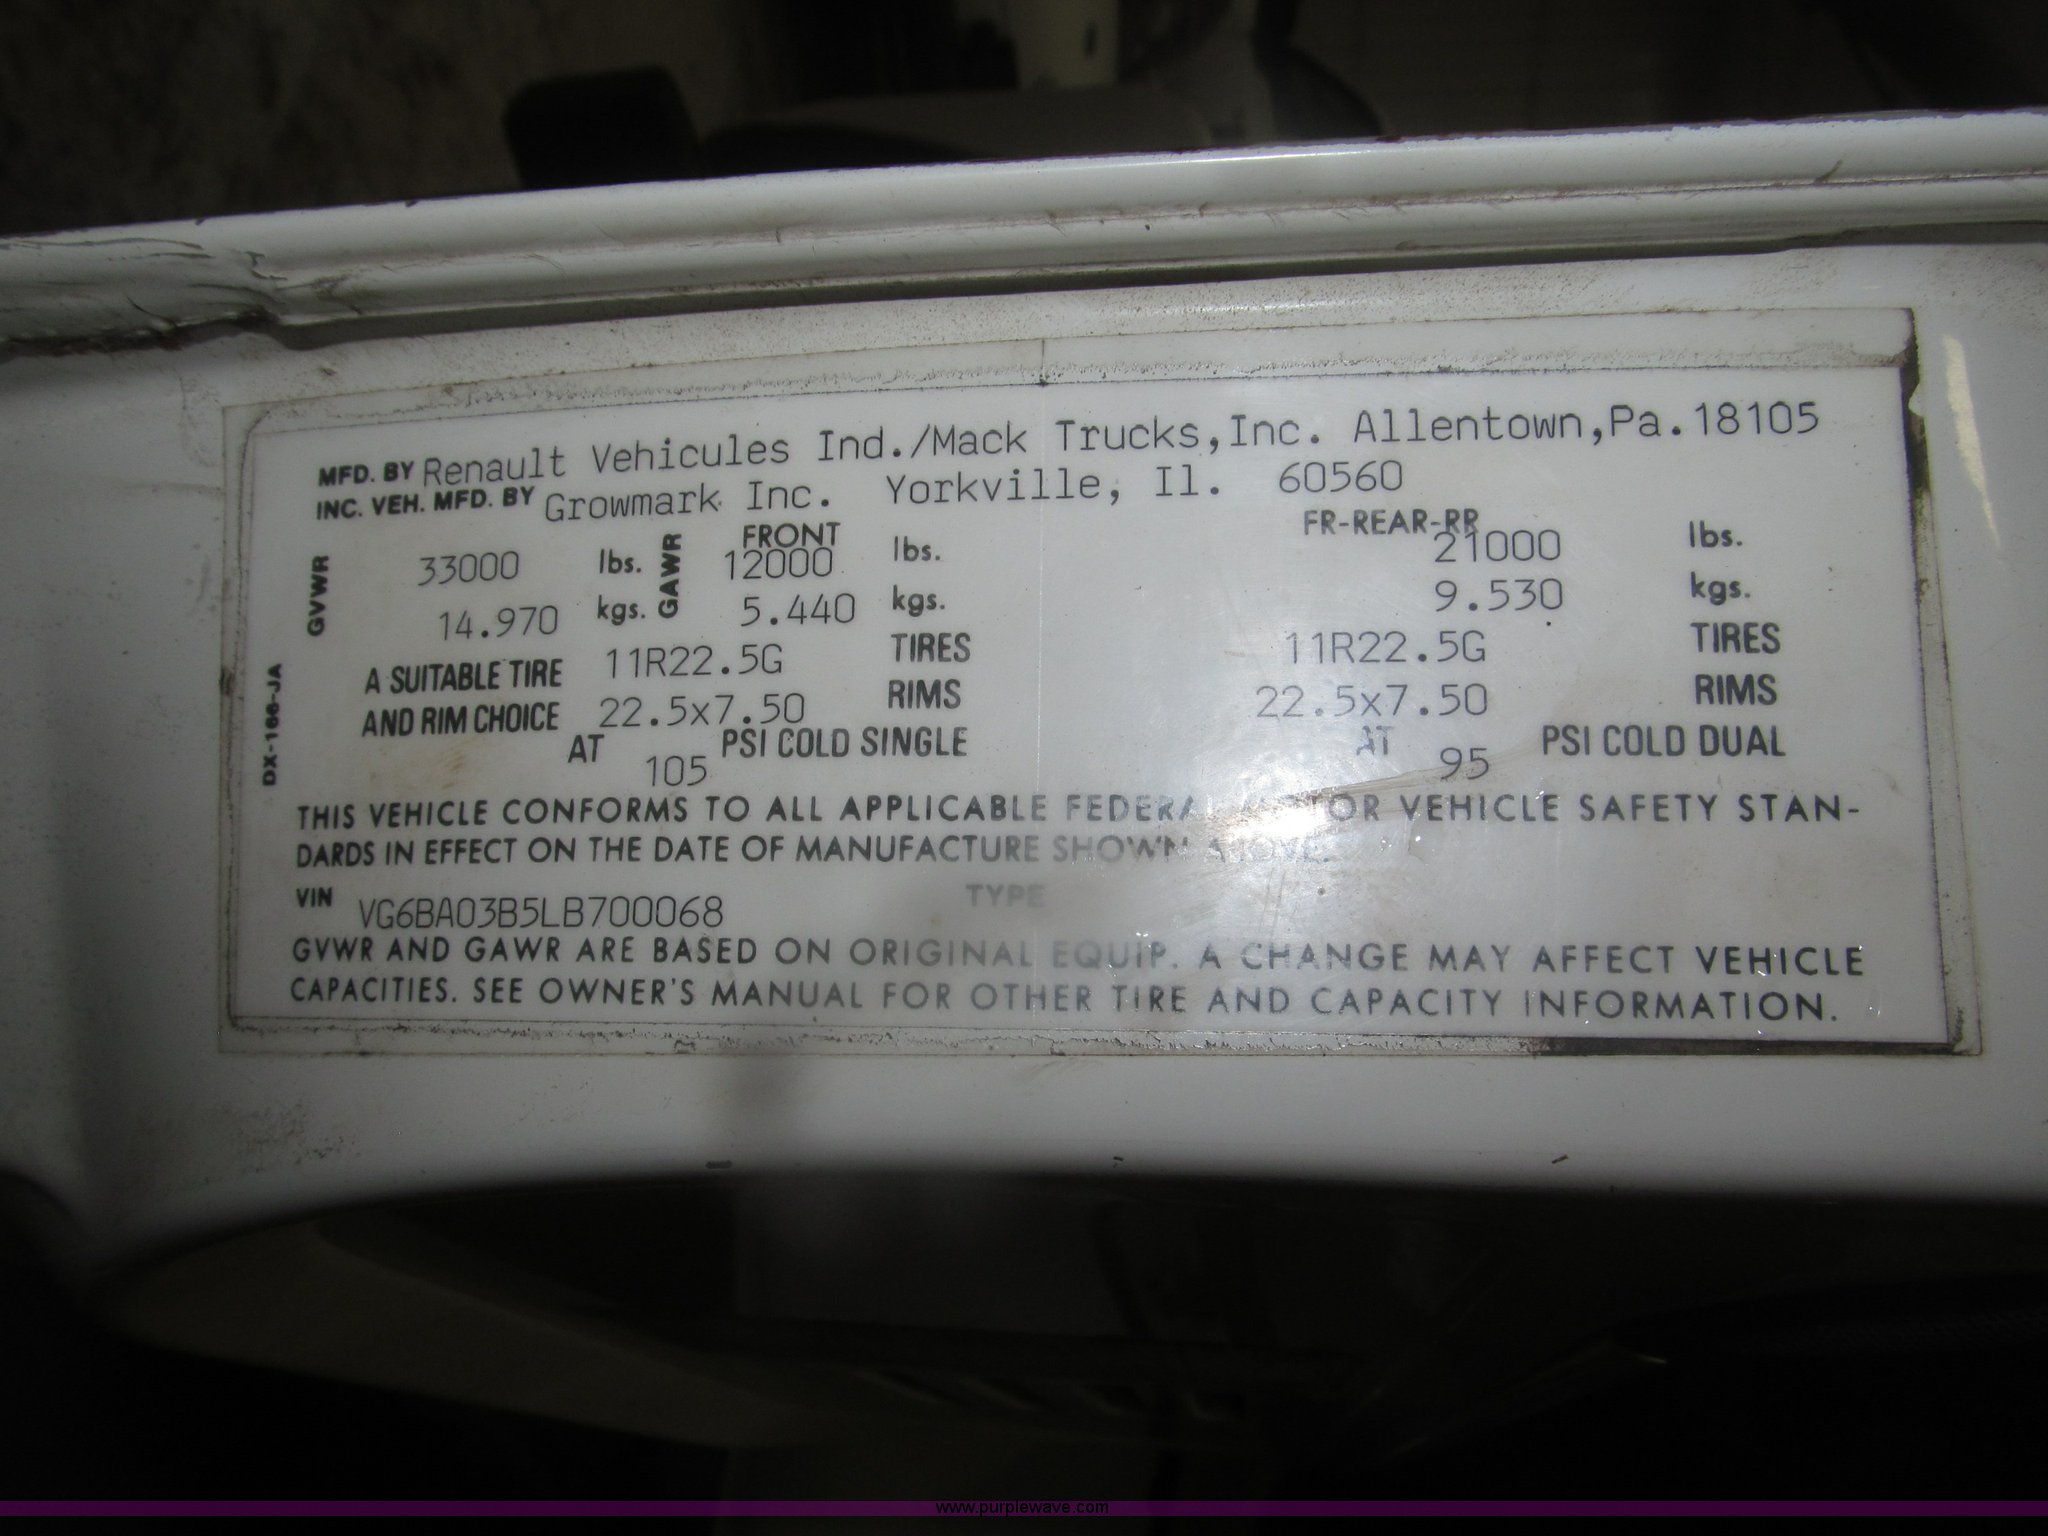 MFD. BY Renault Vehicules Ind./Mack Trucks,Inc. Allentown,Pa.18105
INC. VEH. MFD. BY Growmark Inc. Yorkville, Il. 60560
FRONT FR-REAR-RR
GVWR 33000 lbs. GAWR 12000 lbs. 21000 lbs.
14.970 kgs. 5.440 kgs. 9.530 kgs.
A SUITABLE TIRE 11R22.5G TIRES 11R22.5G TIRES
AND RIM CHOICE 22.5x7.50 RIMS 22.5x7.50 RIMS
AT 105 PSI COLD SINGLE AT 95 PSI COLD DUAL
DX-166-JA
THIS VEHICLE CONFORMS TO ALL APPLICABLE FEDERAL MOTOR VEHICLE SAFETY STAN-
DARDS IN EFFECT ON THE DATE OF MANUFACTURE SHOWN ABOVE.
VIN VG6BA03B5LB700068 TYPE
GVWR AND GAWR ARE BASED ON ORIGINAL EQUIP. A CHANGE MAY AFFECT VEHICLE
CAPACITIES. SEE OWNER'S MANUAL FOR OTHER TIRE AND CAPACITY INFORMATION.
www.purplewave.com